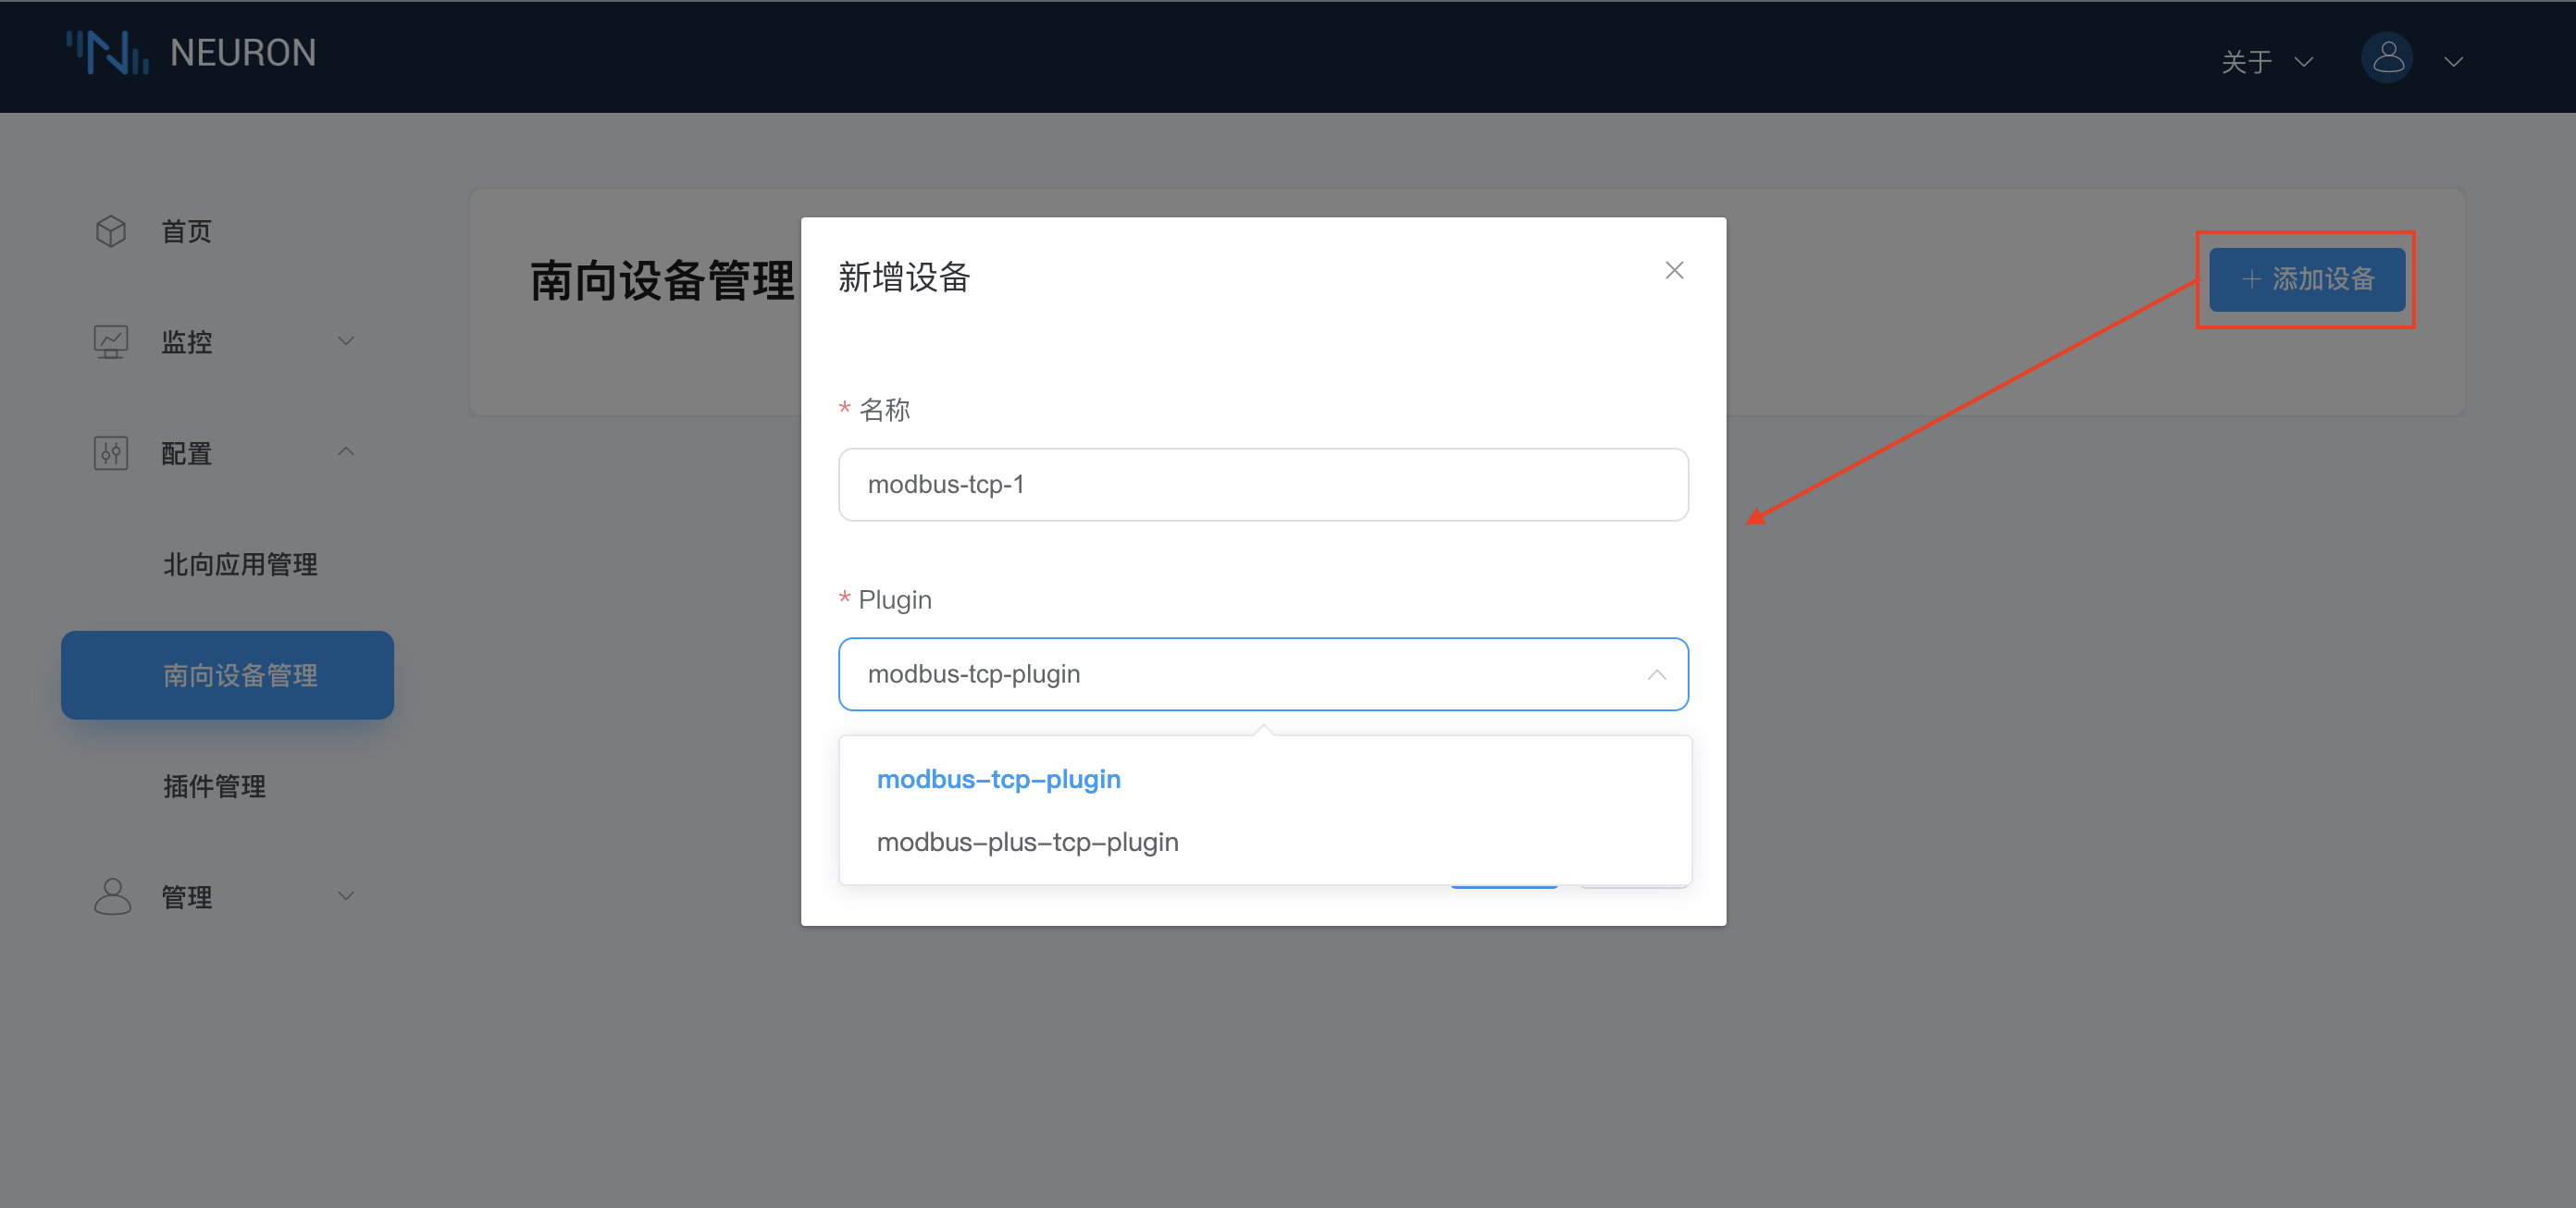 NEURON
关于
首页
监控
配置
北向应用管理
南向设备管理
插件管理
管理
南向设备管理
添加设备
新增设备
* 名称
modbus-tcp-1
* Plugin
modbus-tcp-plugin
modbus-tcp-plugin
modbus-plus-tcp-plugin